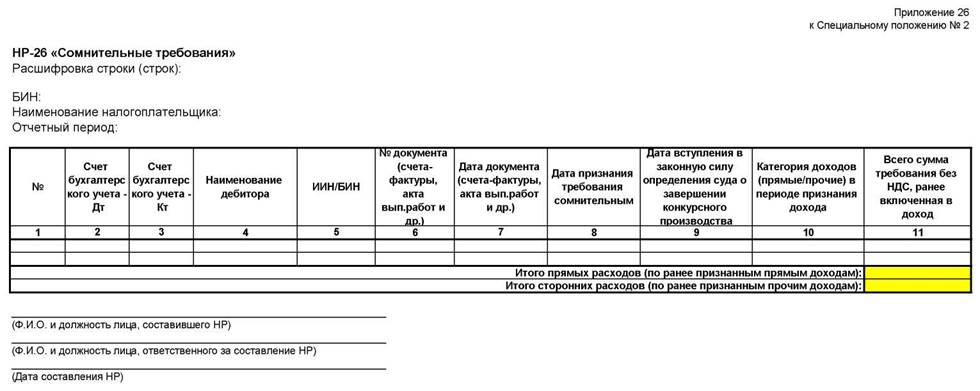 Приложение 26
к Специальному положению № 2
НР-26 «Сомнительные требования»
Расшифровка строки (строк):
БИН:
Наименование налогоплательщика:
Отчетный период:
№
Счет
бухгалтерс
кого учета -
Дт
Счет
бухгалтерс
кого учета -
Кт
Наименование
дебитора
ИИН/БИН
№ документа
(счета-
фактуры,
акта
вып.работ и
др.)
Дата документа
(счета-фактуры,
акта вып.работ
и др.)
Дата признания
требования
сомнительным
Дата вступления в
законную силу
определения суда о
завершении
конкурсного
производства
Категория доходов
(прямые/прочие) в
периоде признания
дохода
Всего сумма
требования без
НДС, ранее
включенная в
доход
1 2 3 4 5 6 7 8 9 10 11
Итого прямых расходов (по ранее признанным прямым доходам):
Итого сторонних расходов (по ранее признанным прочим доходам):
(Ф.И.О. и должность лица, составившего НР)
(Ф.И.О. и должность лица, ответственного за составление НР)
(Дата составления НР)